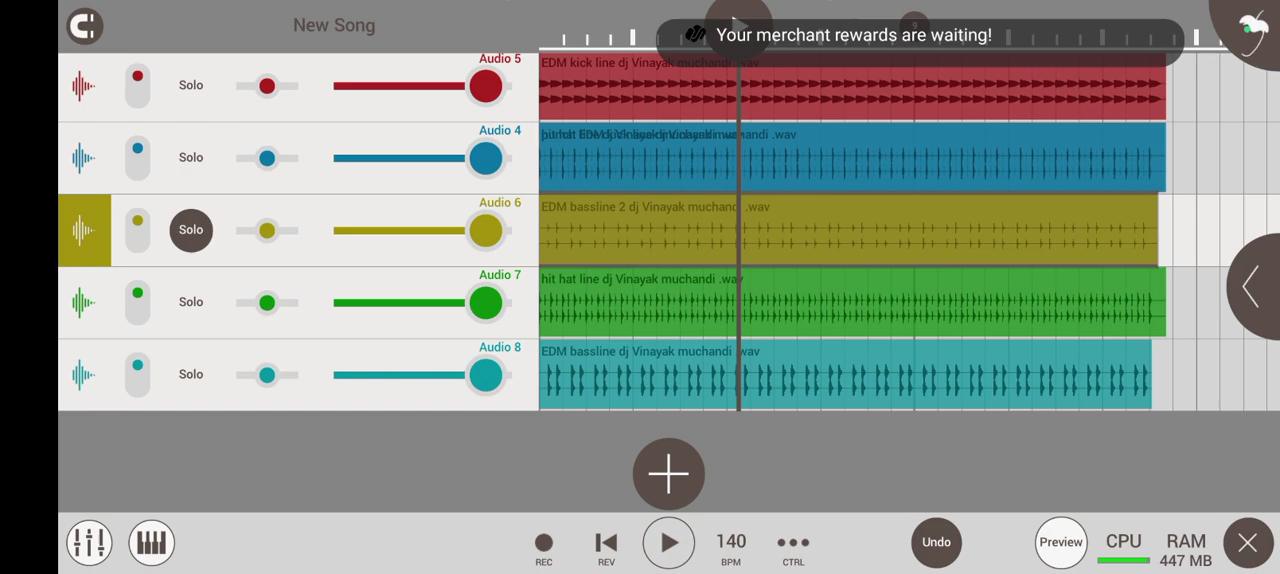 New Song
Your merchant rewards are waiting!
9
Audio 5
EDM kick line dj Vinayak muchandi .wav
Solo
Audio 4
muchandi .wav
Solo
Audio 6
EDM bassline 2 dj Vinayak muchandi .wav
Solo
Audio 7
hit hat line dj Vinayak muchandi .wav
Solo
Audio 8
EDM bassline dj Vinayak muchandi .wav
Solo
REC
REV
140
BPM
CTRL
Undo
Preview
CPU
RAM
447 MB